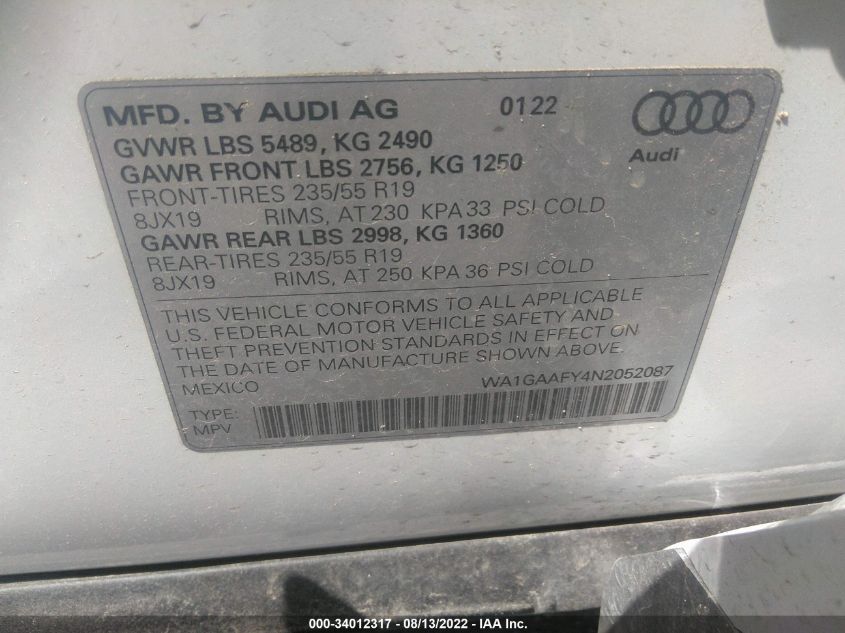 MFD. BY AUDI AG 0122
Audi
GVWR LBS 5489, KG 2490
GAWR FRONT LBS 2756, KG 1250
FRONT-TIRES 235/55 R19
8JX19 RIMS, AT 230 KPA 33 PSI COLD
GAWR REAR LBS 2998, KG 1360
REAR-TIRES 235/55 R19
8JX19 RIMS, AT 250 KPA 36 PSI COLD
THIS VEHICLE CONFORMS TO ALL APPLICABLE
U.S. FEDERAL MOTOR VEHICLE SAFETY AND
THEFT PREVENTION STANDARDS IN EFFECT ON
THE DATE OF MANUFACTURE SHOWN ABOVE.
MEXICO WA1GAAFY4N2052087
TYPE:
MPV
000-34012317 - 08/13/2022 - IAA Inc.